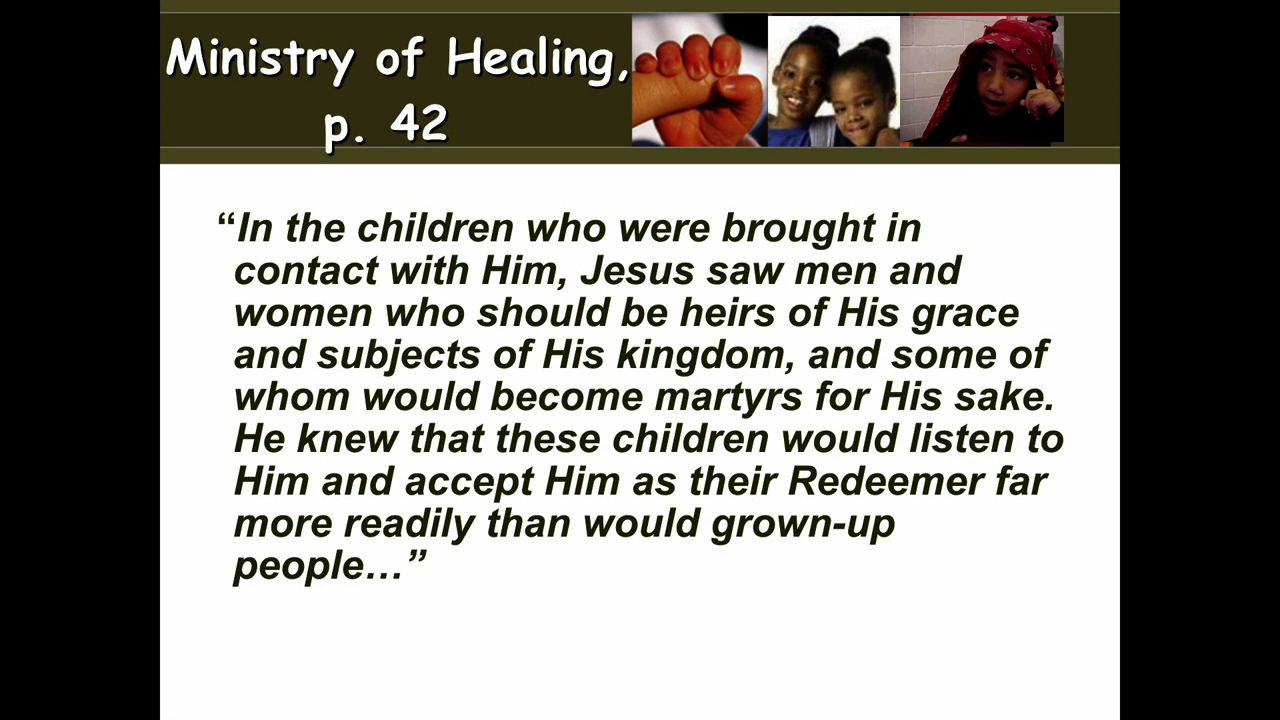 Ministry of Healing,
p. 42
“In the children who were brought in
contact with Him, Jesus saw men and
women who should be heirs of His grace
and subjects of His kingdom, and some of
whom would become martyrs for His sake.
He knew that these children would listen to
Him and accept Him as their Redeemer far
more readily than would grown-up
people…”